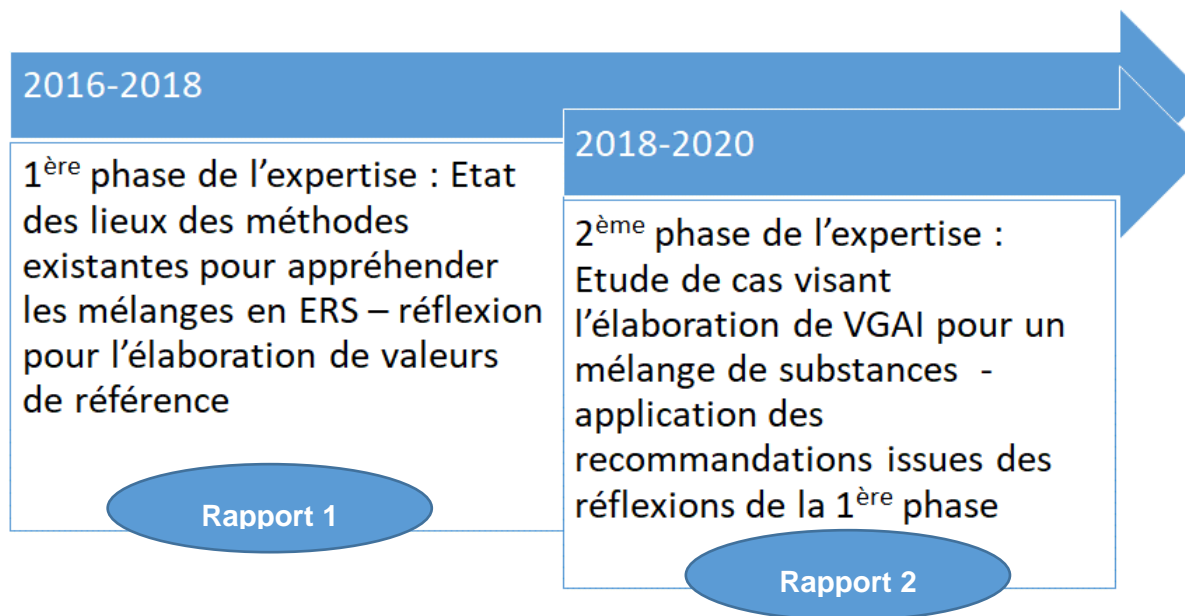 2016-2018
1ère phase de l'expertise : Etat
des lieux des méthodes
existantes pour appréhender
les mélanges en ERS – réflexion
pour l'élaboration de valeurs
de référence
Rapport 1
2018-2020
2ème phase de l'expertise :
Etude de cas visant
l'élaboration de VGAI pour un
mélange de substances -
application des
recommandations issues des
réflexions de la 1ère phase
Rapport 2